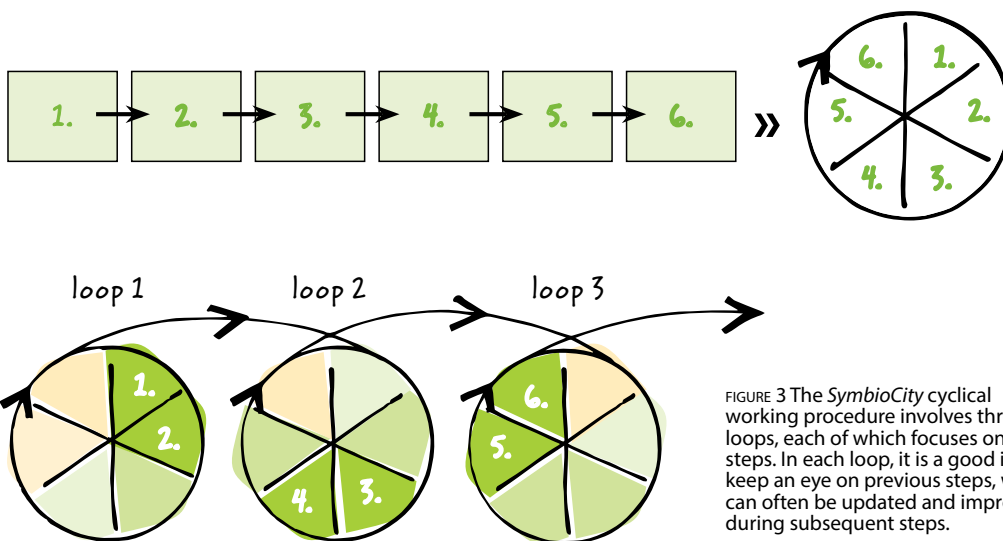 1. 2. 3. 4. 5. 6. »
6. 1.
5. 2.
4. 3.
loop 1 loop 2 loop 3
1.
2.
4. 3.
6.
5.
FIGURE 3 The SymbioCity cyclical
working procedure involves
loops, each of which focuses on
steps. In each loop, it is a good
keep an eye on previous steps,
can often be updated and
during subsequent steps.